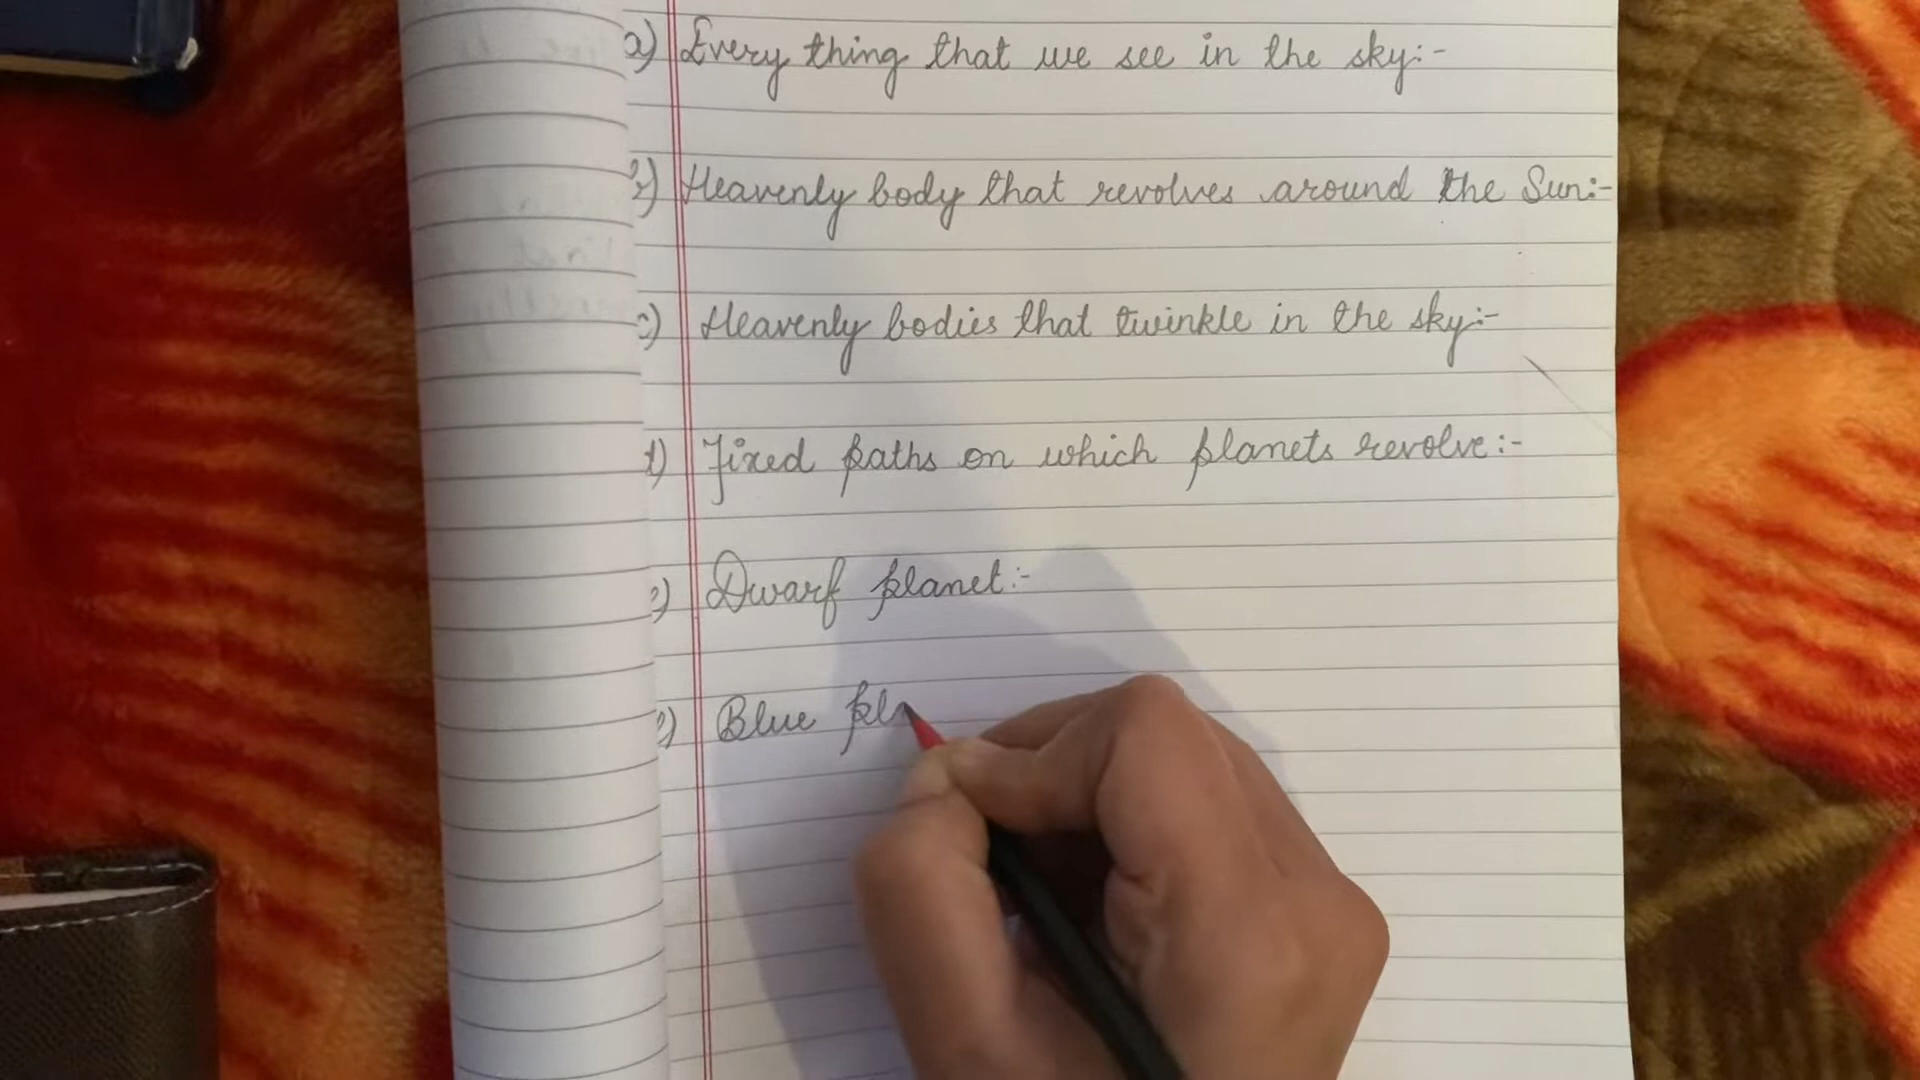 a) Every thing that we see in the sky:-
Heavenly body that revolves around the Sun:-
c) Heavenly bodies that twinkle in the sky:-
Fixed paths on which planets revolve:-
e) Dwarf planet:-
Blue pl